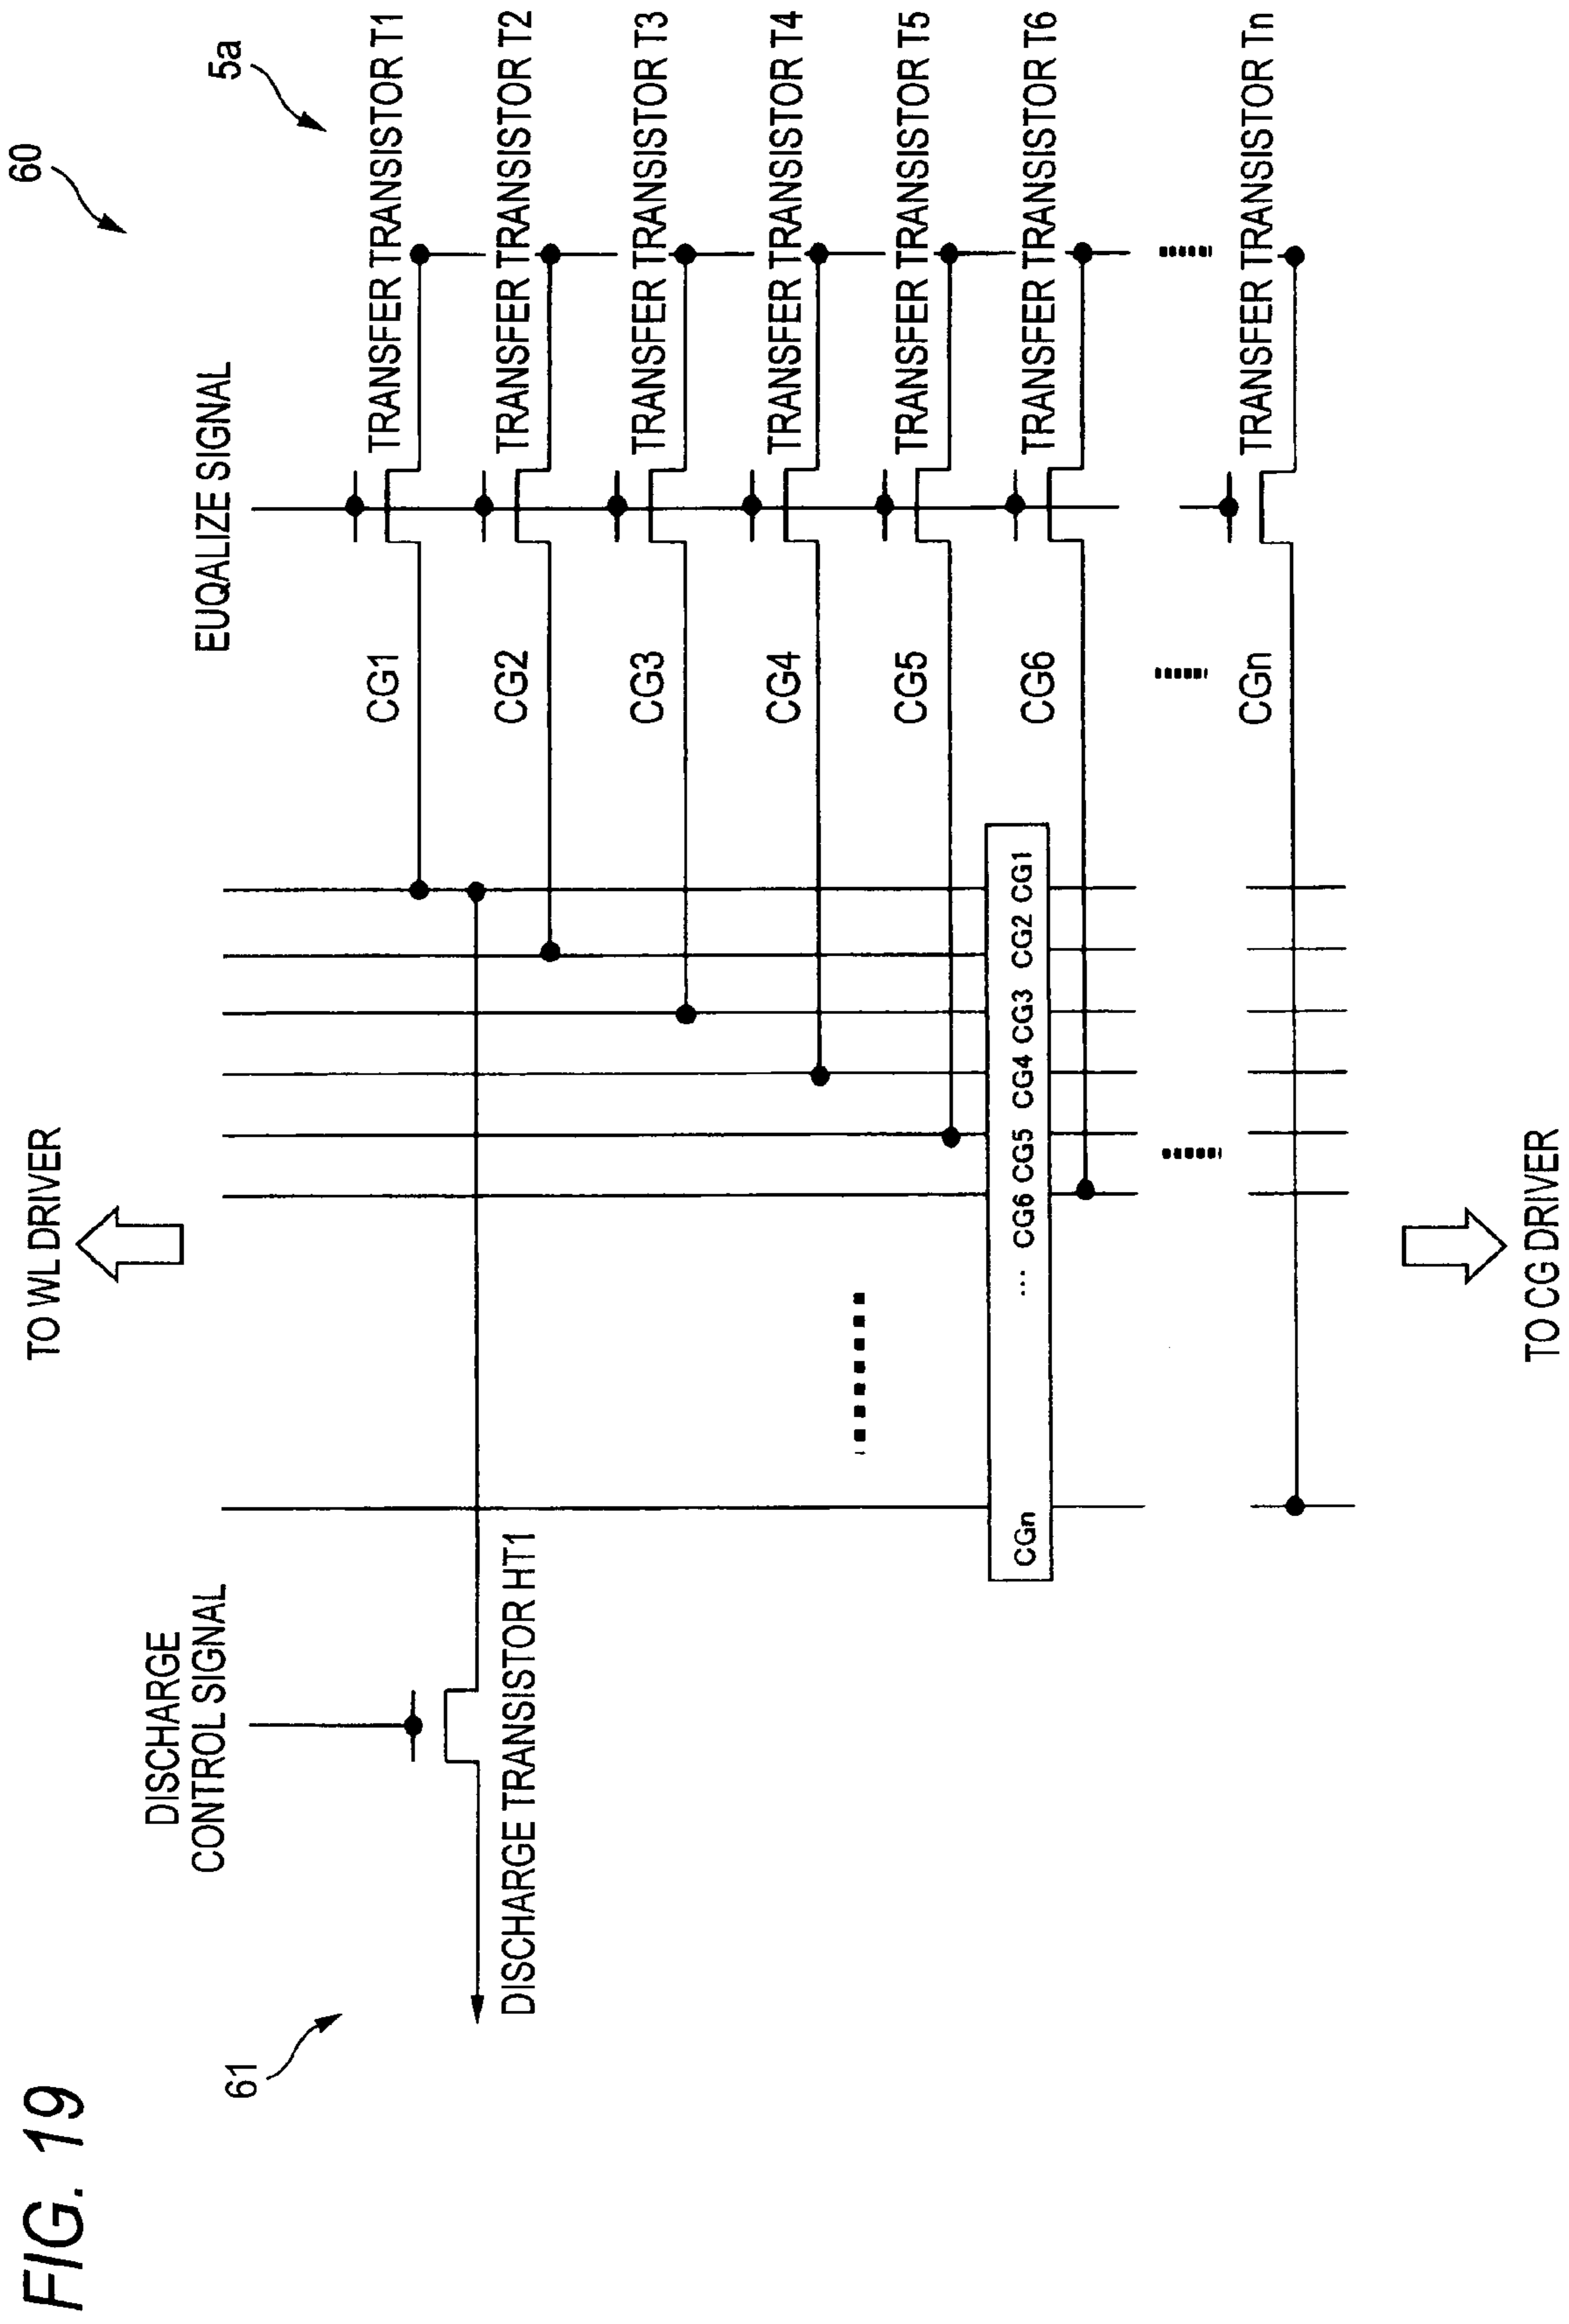 FIG. 19
60
61
5a
TO WL DRIVER
DISCHARGE
CONTROL SIGNAL
EUQALIZE SIGNAL
DISCHARGE TRANSISTOR HT1
CG1
TRANSFER TRANSISTOR T1
CG2
TRANSFER TRANSISTOR T2
CG3
TRANSFER TRANSISTOR T3
CG4
TRANSFER TRANSISTOR T4
CG5
TRANSFER TRANSISTOR T5
CG6
TRANSFER TRANSISTOR T6
CGn
TRANSFER TRANSISTOR Tn
CGn ... CG6 CG5 CG4 CG3 CG2 CG1
TO CG DRIVER